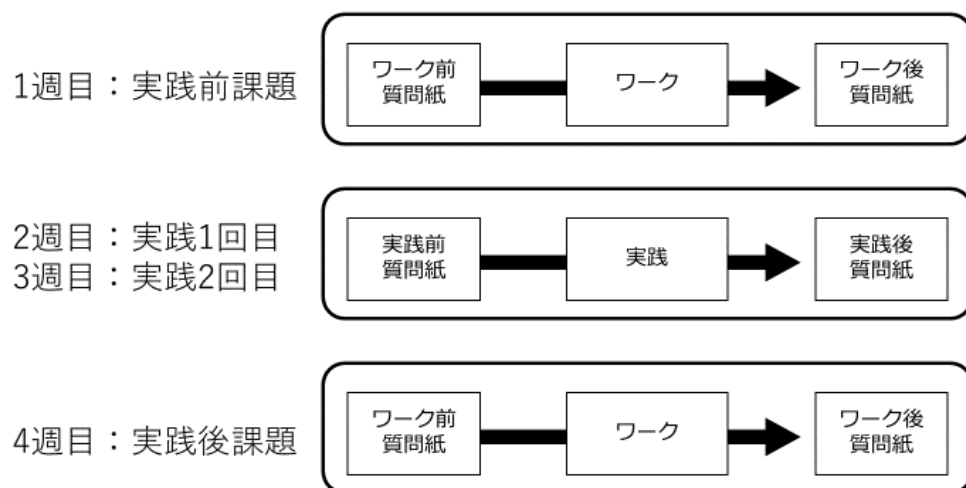 1週目：実践前課題
ワーク前
質問紙
ワーク
ワーク後
質問紙
2週目：実践1回目
3週目：実践2回目
実践前
質問紙
実践
実践後
質問紙
4週目：実践後課題
ワーク前
質問紙
ワーク
ワーク後
質問紙